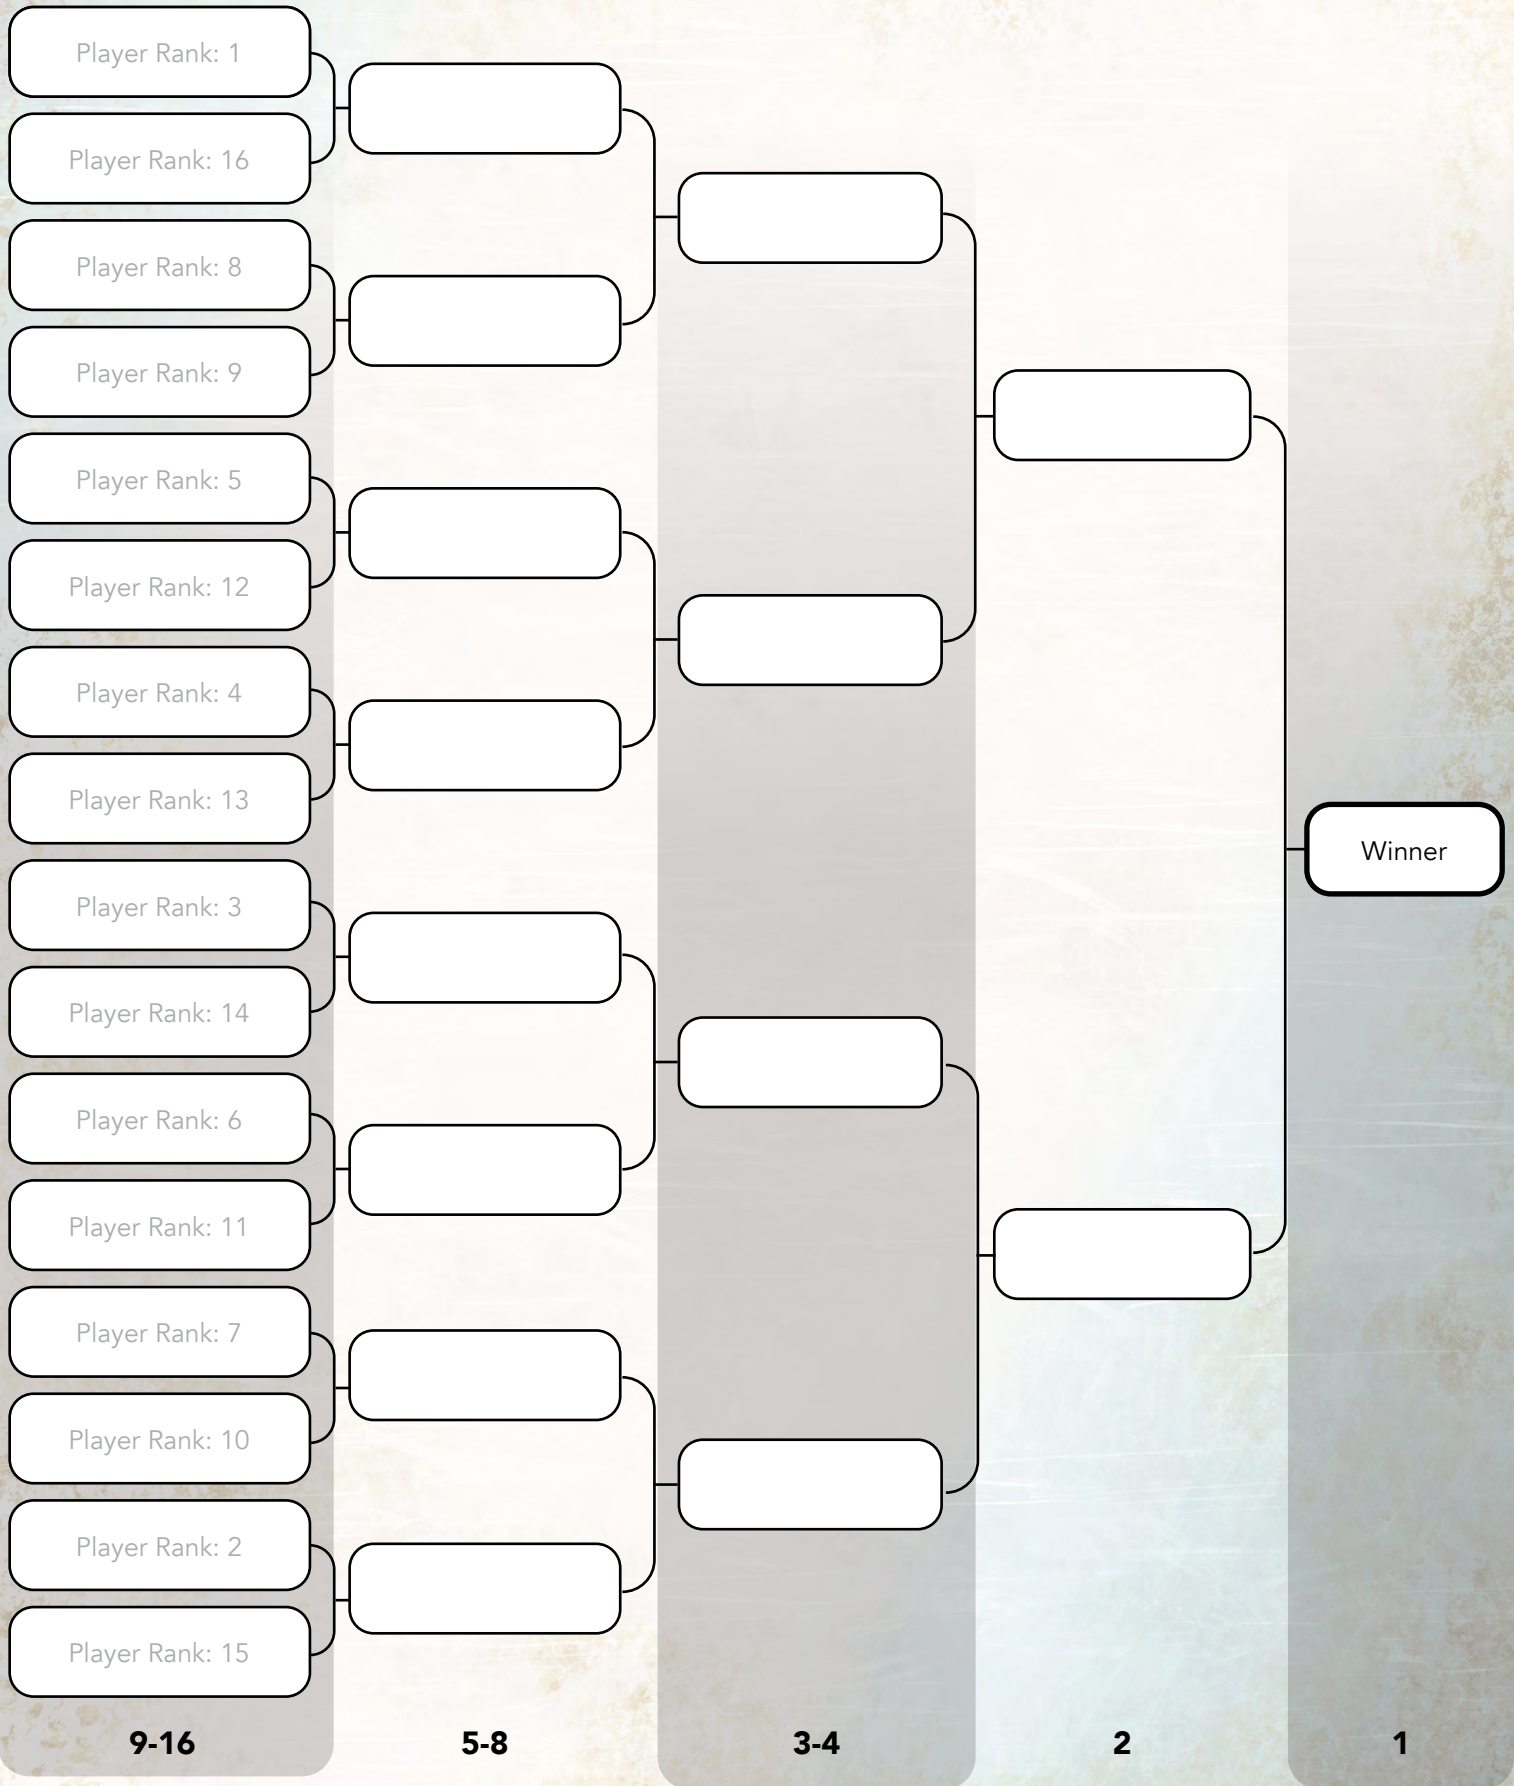 Player Rank: 1
Player Rank: 16
Player Rank: 8
Player Rank: 9
Player Rank: 5
Player Rank: 12
Player Rank: 4
Player Rank: 13
Player Rank: 3
Player Rank: 14
Player Rank: 6
Player Rank: 11
Player Rank: 7
Player Rank: 10
Player Rank: 2
Player Rank: 15
Winner
9-16
5-8
3-4
2
1